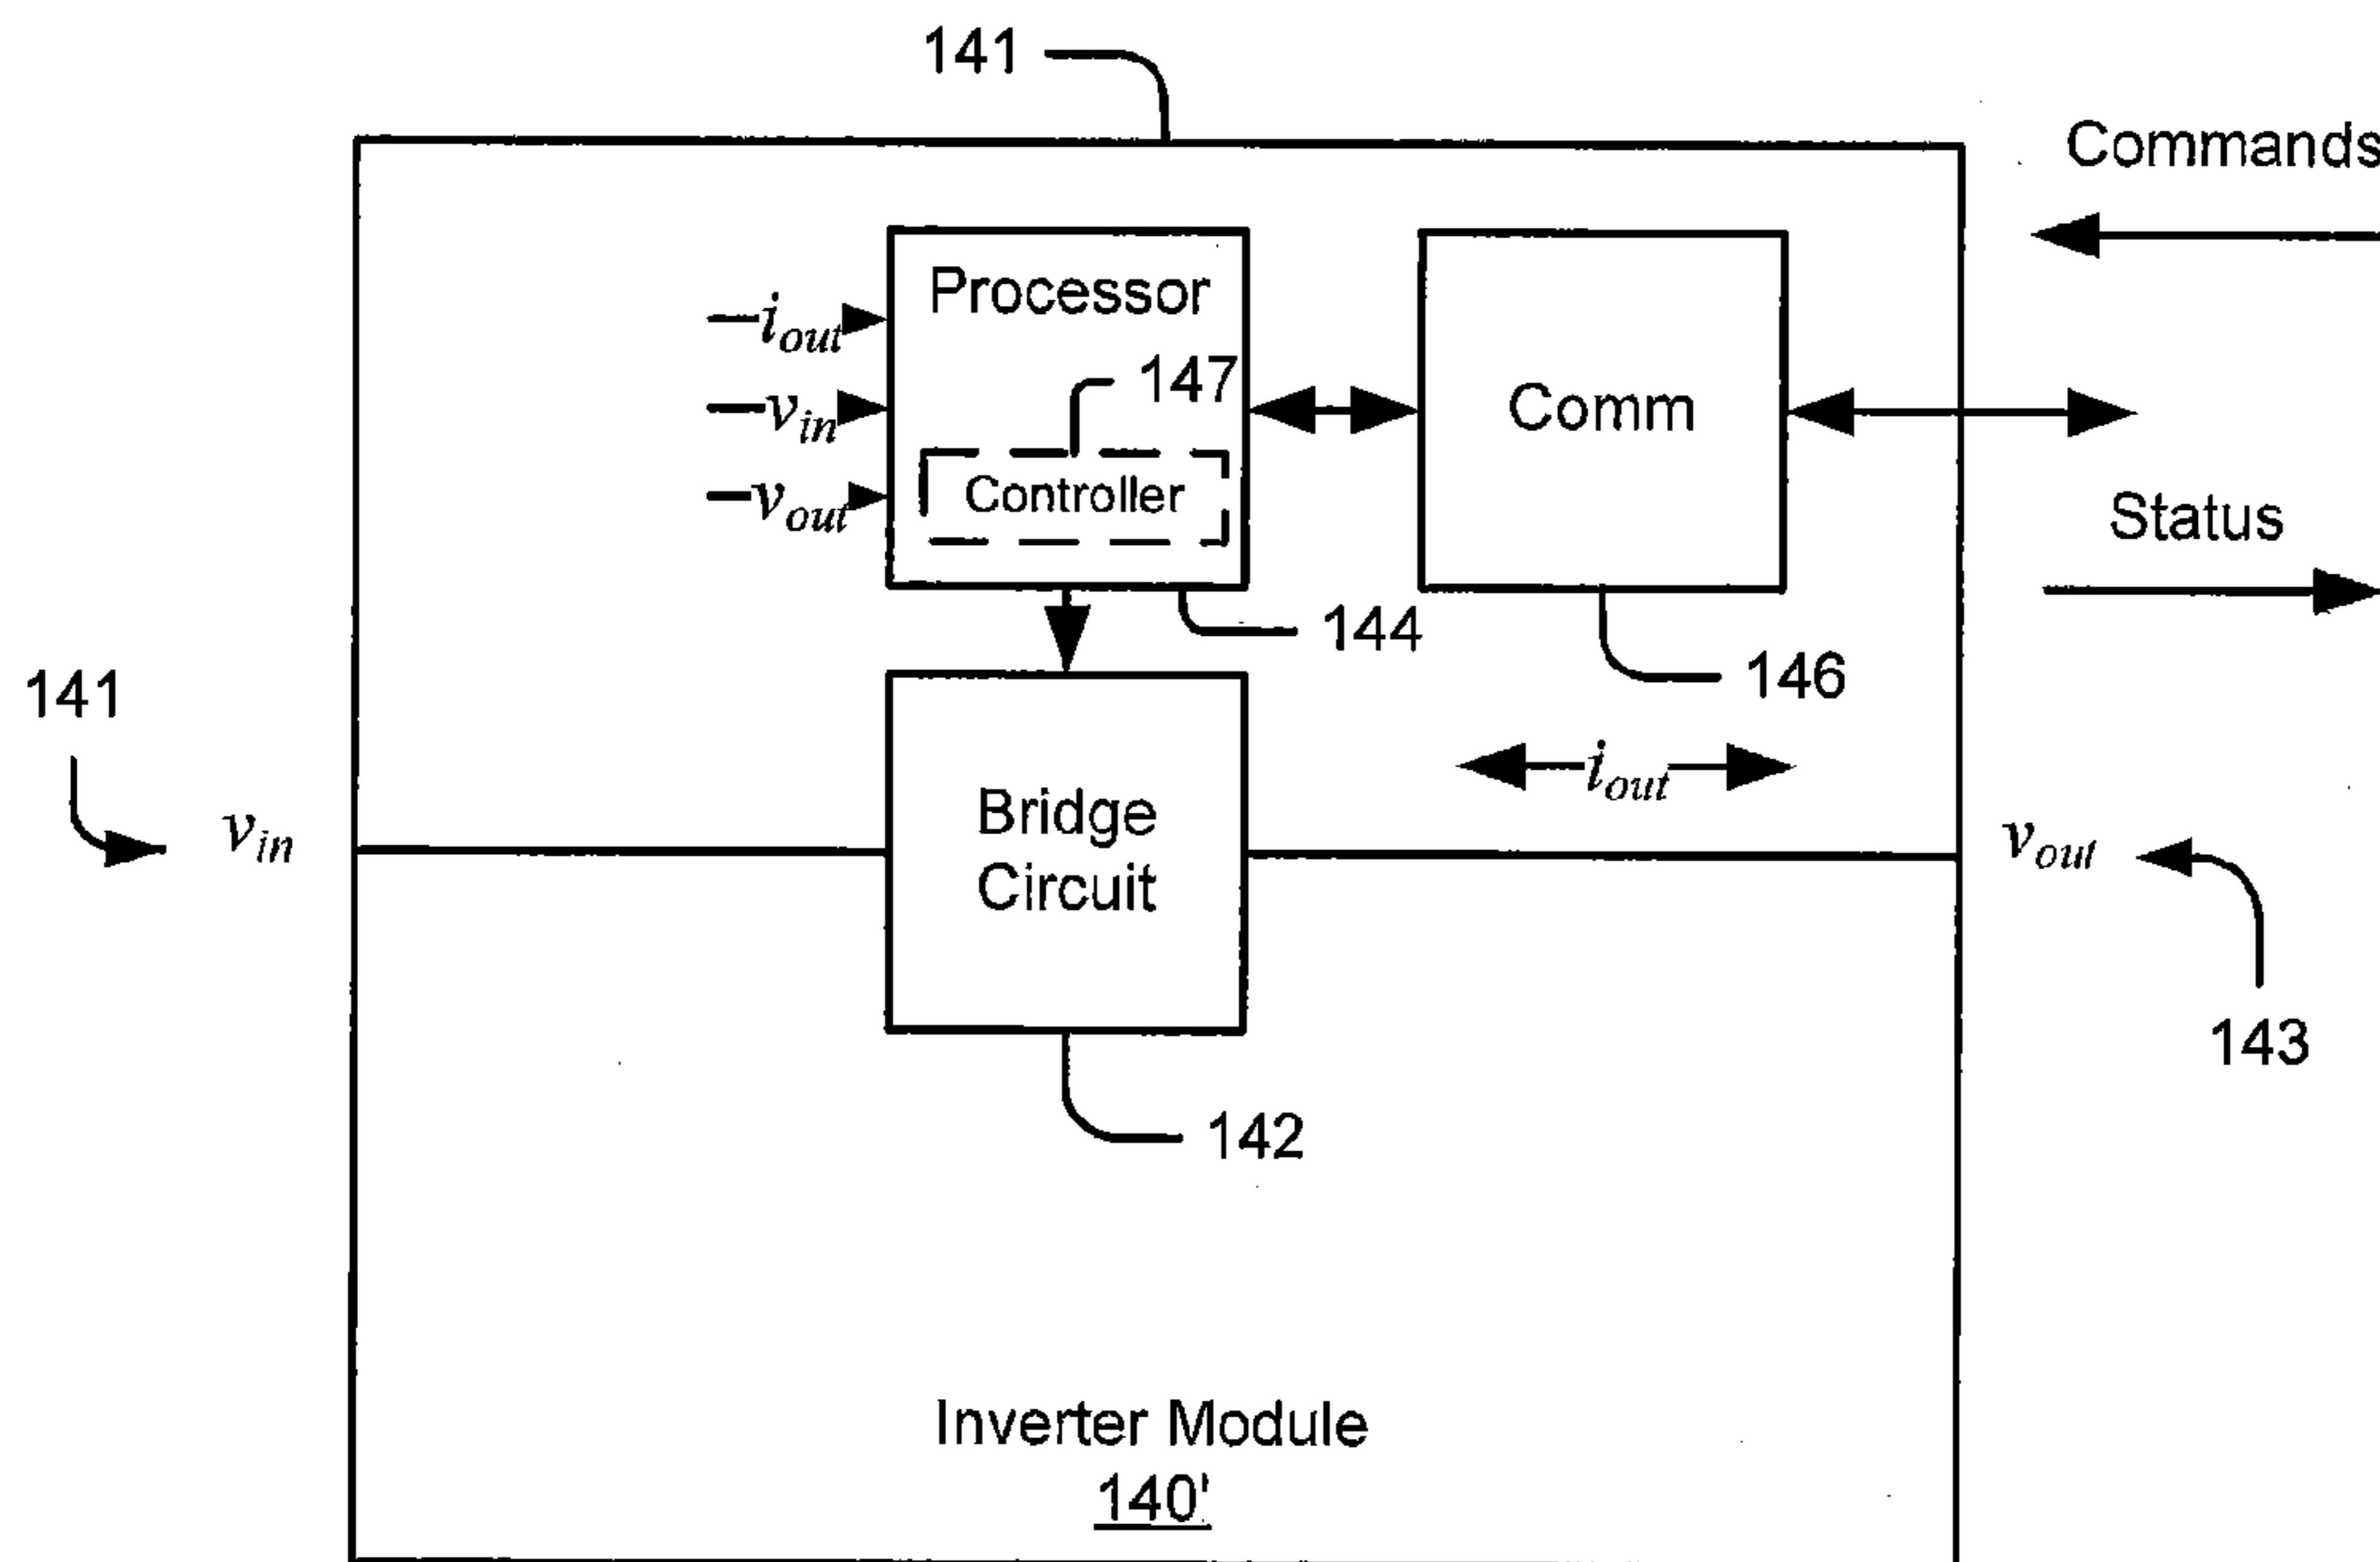 141
Commands
Processor
i_out
147
v_in
Comm
Controller
v_out
Status
144
146
141
i_out
Bridge
Circuit
v_in
v_out
143
142
Inverter Module
140'